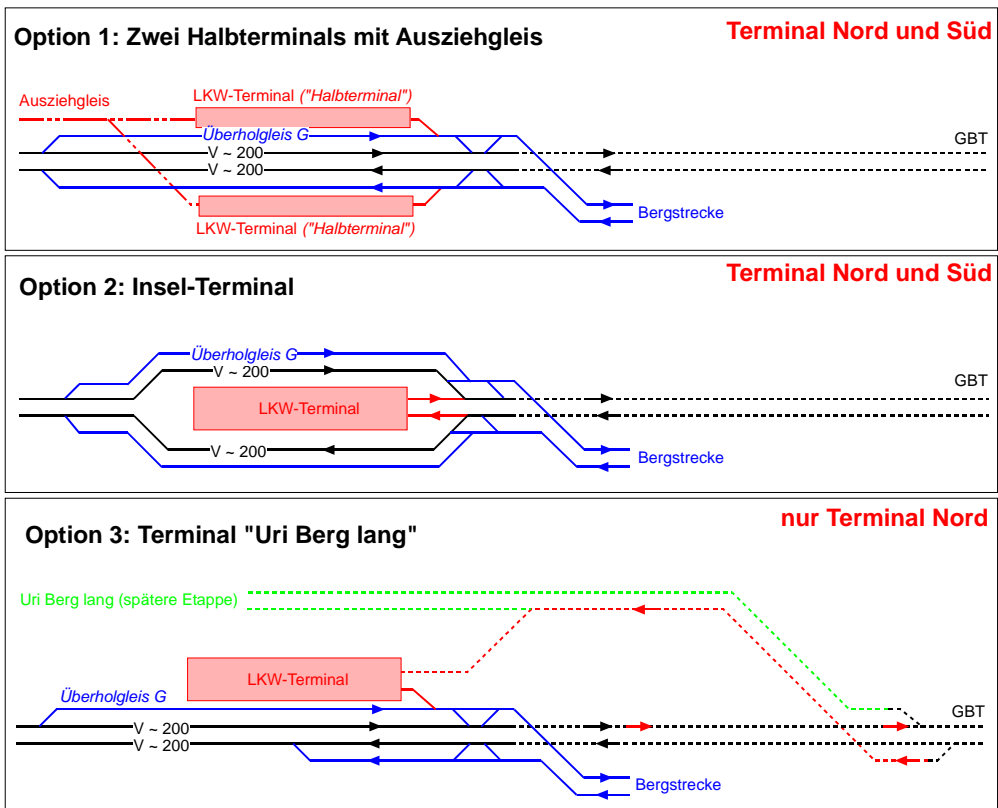 Option 1: Zwei Halbterminals mit Ausziehgleis
Terminal Nord und Süd
Ausziehgleis
LKW-Terminal ("Halbterminal")
Überholgleis G
V ~ 200
V ~ 200
GBT
LKW-Terminal ("Halbterminal")
Bergstrecke
Option 2: Insel-Terminal
Terminal Nord und Süd
Überholgleis G
V ~ 200
GBT
LKW-Terminal
V ~ 200
Bergstrecke
Option 3: Terminal "Uri Berg lang"
nur Terminal Nord
Uri Berg lang (spätere Etappe)
LKW-Terminal
Überholgleis G
GBT
V ~ 200
V ~ 200
Bergstrecke